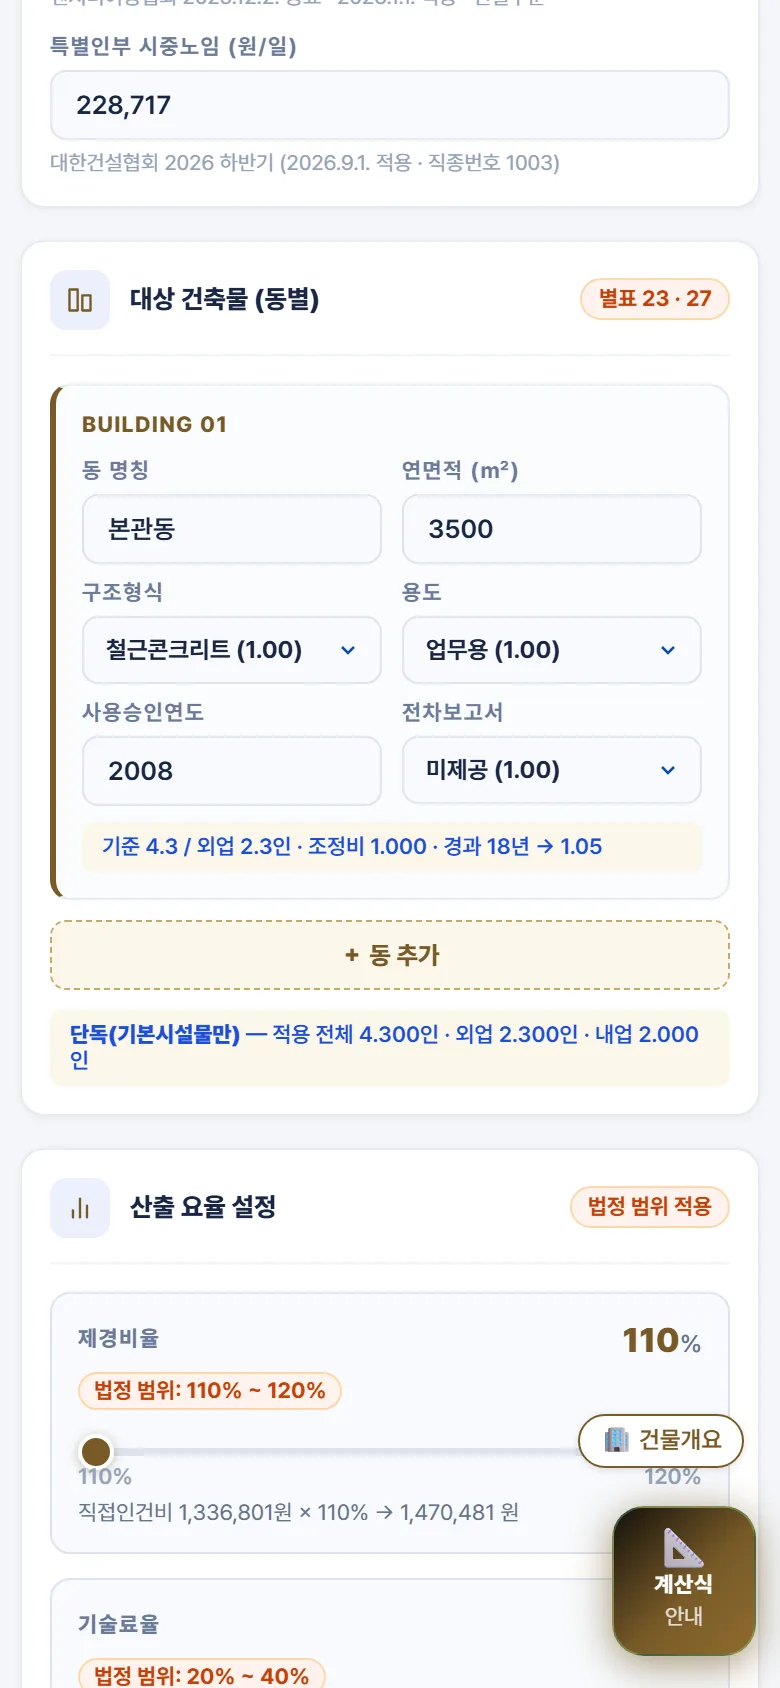 특별인부 시중노임 (원/일)
228,717
대한건설협회 2026 하반기 (2026.9.1. 적용 · 직종번호 1003)
대상 건축물 (동별)
별표 23 · 27
BUILDING 01
동 명칭
연면적 (m²)
본관동
3500
구조형식
용도
철근콘크리트 (1.00)
업무용 (1.00)
사용승인연도
전차보고서
2008
미제공 (1.00)
기준 4.3 / 외업 2.3인 · 조정비 1.000 · 경과 18년 → 1.05
+ 동 추가
단독(기본시설물만) — 적용 전체 4.300인 · 외업 2.300인 · 내업 2.000
인
산출 요율 설정
법정 범위 적용
제경비율
110%
법정 범위: 110% ~ 120%
건물개요
110%
120%
직접인건비 1,336,801원 × 110% → 1,470,481 원
계산식
안내
기술료율
법정 범위: 20% ~ 40%